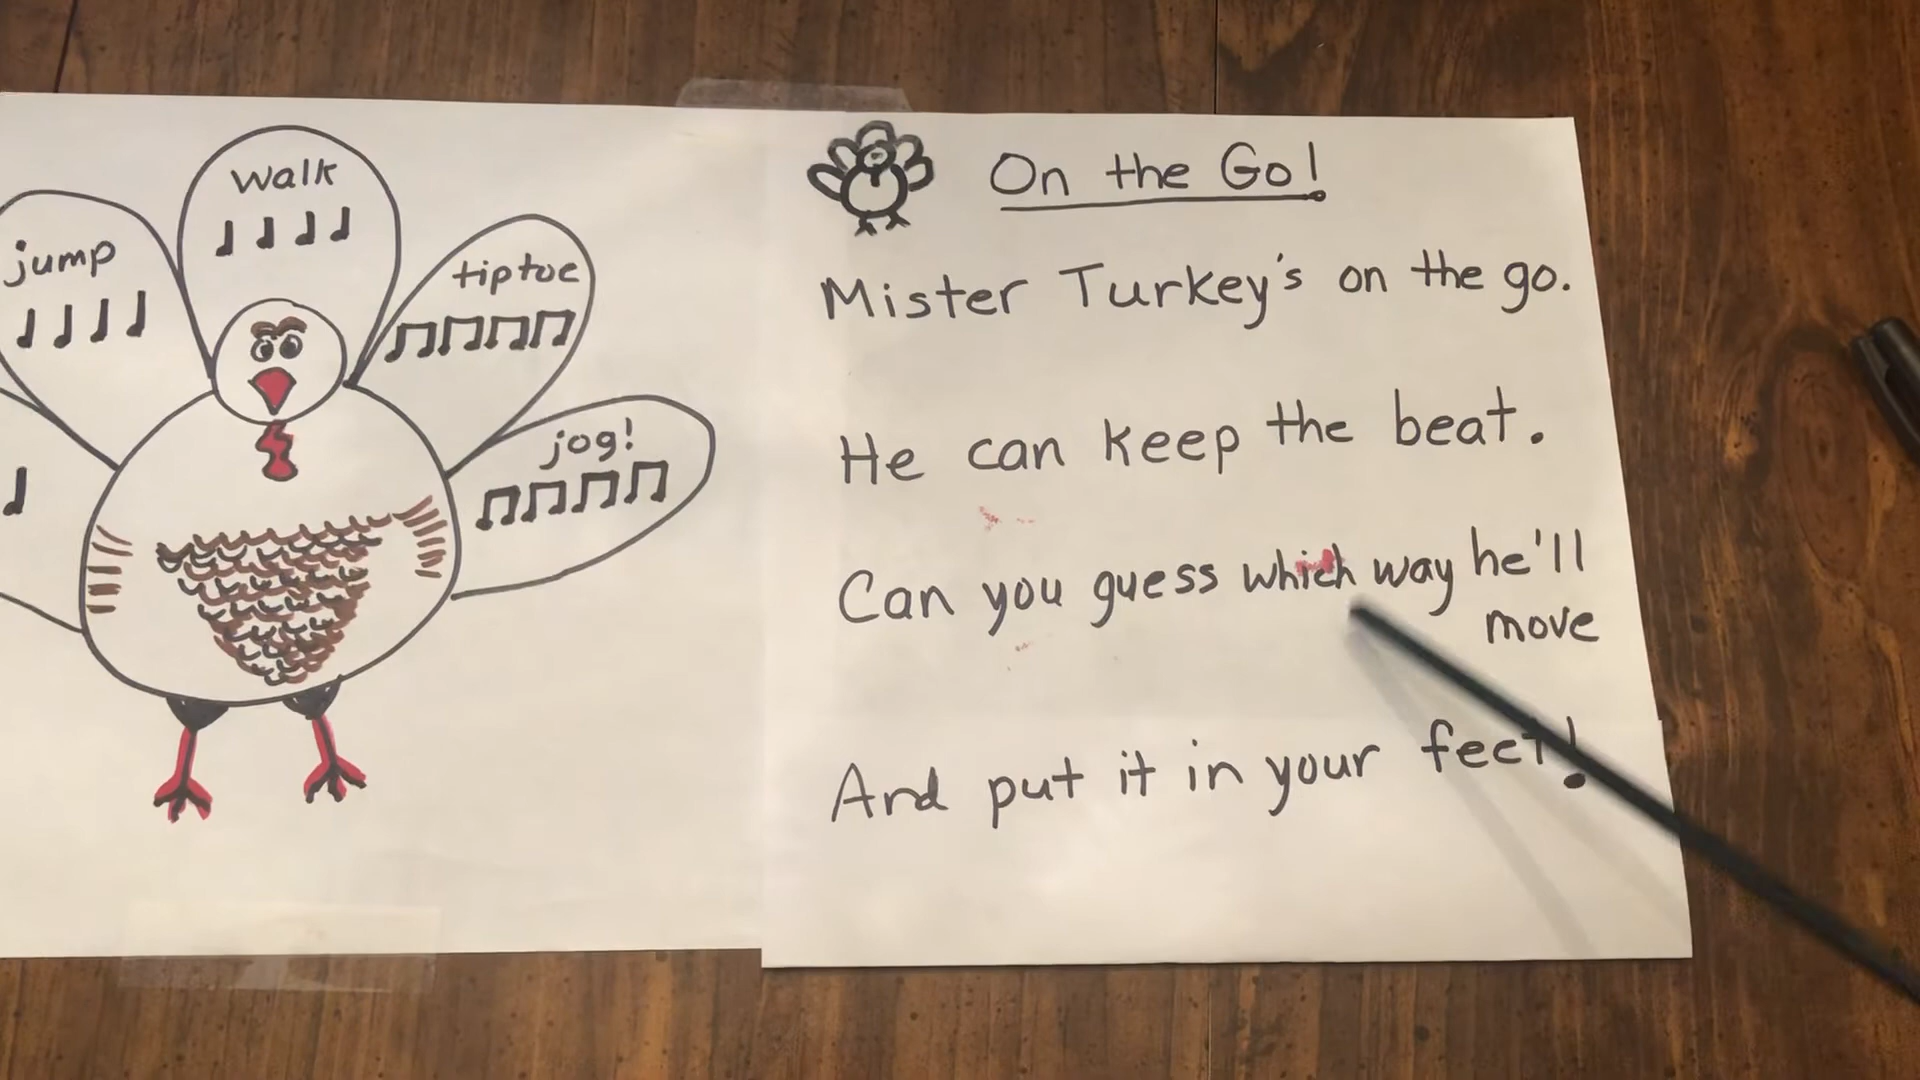 walk
jump
tiptoe
jog!
On the Go!
Mister Turkey's on the go.
He can keep the beat.
Can you guess which way he'll
move
And put it in your feet!